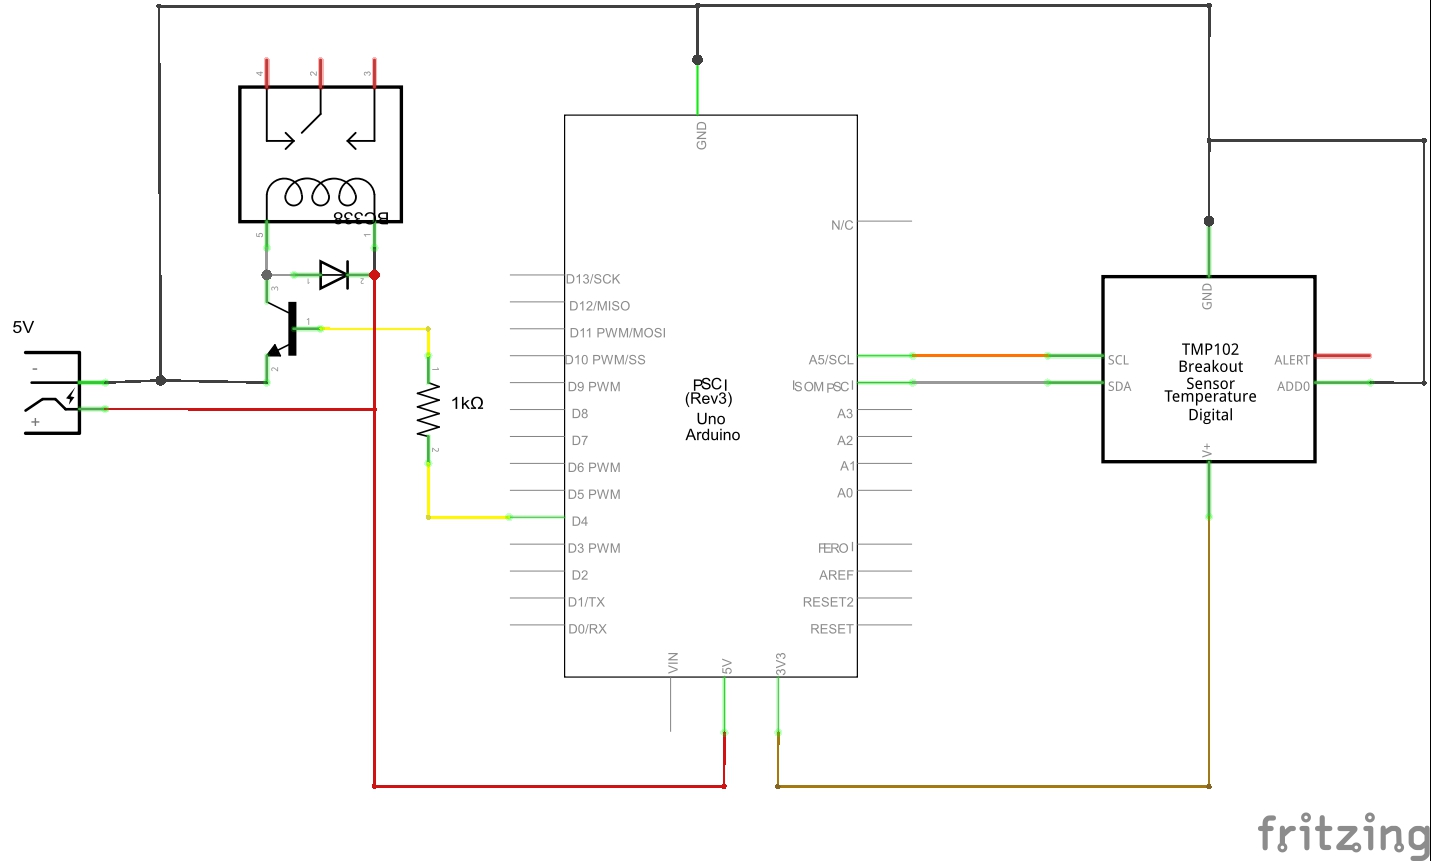 4
2
3
BC338
5
1
1
2
3
1
2
5V
-
+
1
2
1kΩ
GND
N/C
D13/SCK
D12/MISO
D11 PWM/MOSI
D10 PWM/SS
D9 PWM
D8
D7
D6 PWM
D5 PWM
D4
D3 PWM
D2
D1/TX
D0/RX
(Rev3)
Uno
Arduino
A5/SCL
A3
A2
A1
A0
AREF
RESET2
RESET
VIN
5V
3V3
GND
SCL
SDA
TMP102
Breakout
Sensor
Temperature
Digital
ALERT
ADD0
V+
fritzing